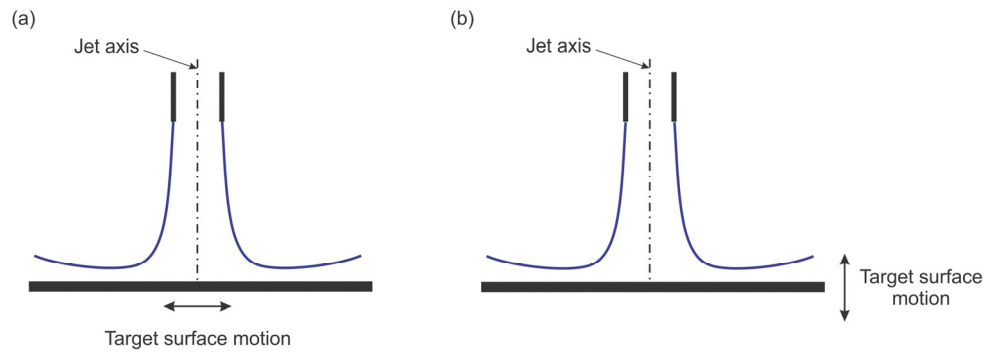 (a)
Jet axis
Target surface motion
(b)
Jet axis
Target surface
motion